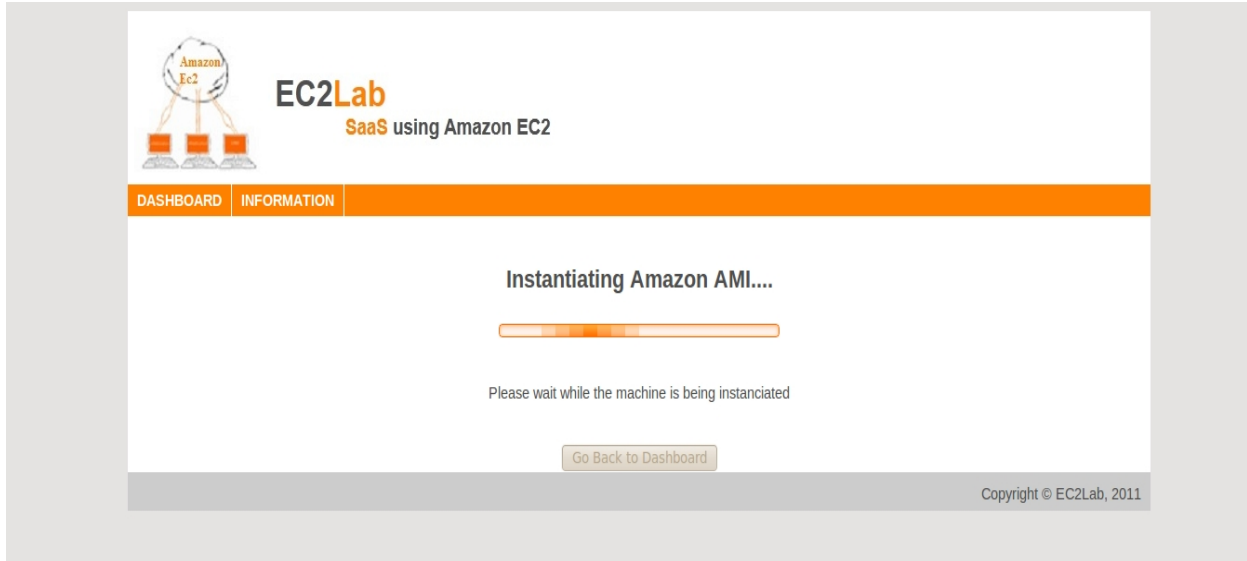 Amazon
Ec2
EC2Lab
SaaS using Amazon EC2
DASHBOARD INFORMATION
Instantiating Amazon AMI....
Please wait while the machine is being instanciated
Go Back to Dashboard
Copyright © EC2Lab, 2011